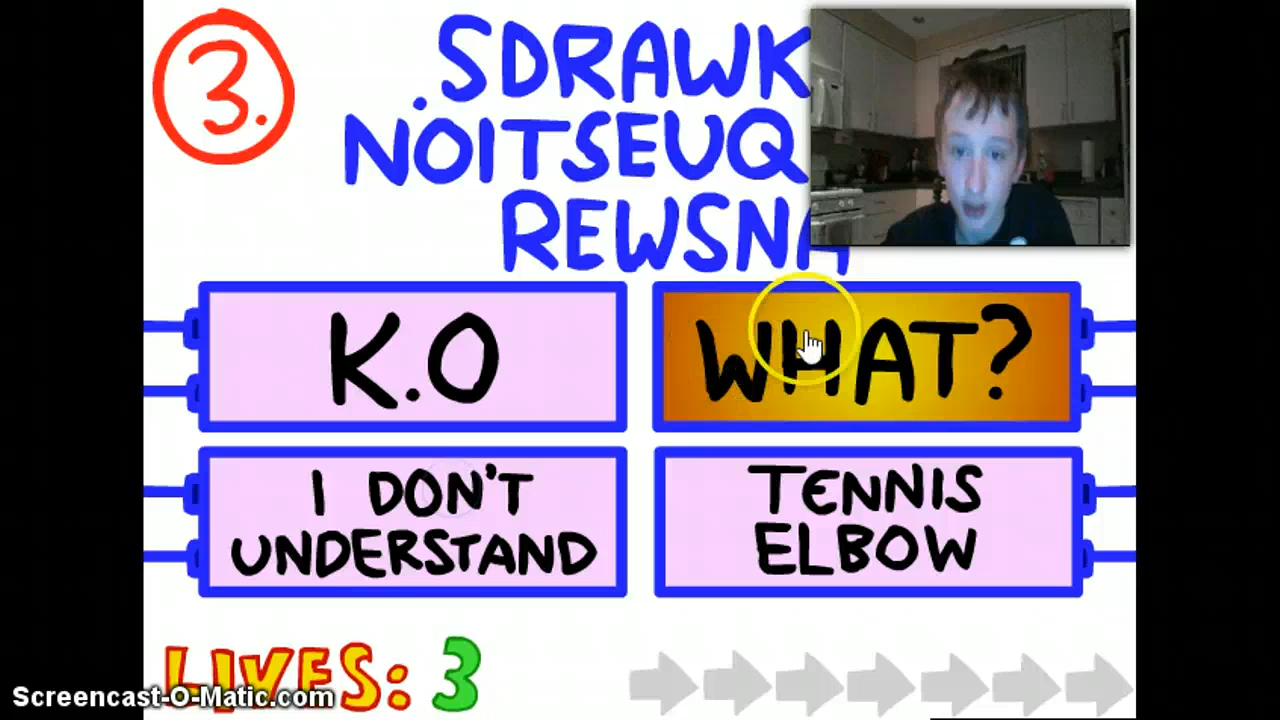 3.
.SDRAWK
NOITSEUQ
REWSNA
K.O
WHAT?
I DON'T
UNDERSTAND
TENNIS
ELBOW
LIVES: 3
Screencast-O-Matic.com